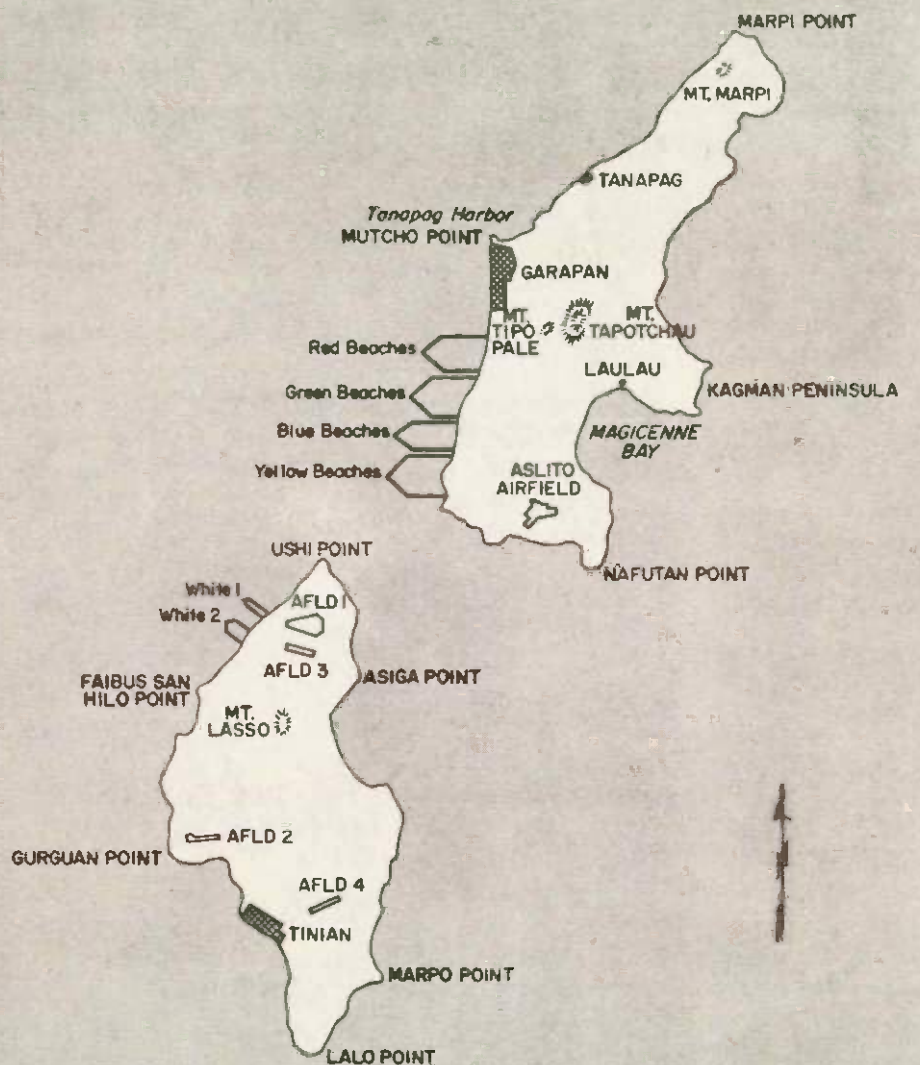 MARPI POINT
MT. MARPI
TANAPAG
Tanapag Harbor
MUTCHO POINT
GARAPAN
MT.
TIPO
PALE
MT.
TAPOTCHAU
Red Beaches
LAULAU
Green Beaches
KAGMAN PENINSULA
Blue Beaches
MAGICENNE
BAY
Yellow Beaches
ASLITO
AIRFIELD
NAFUTAN POINT
USHI POINT
White 1
White 2
AFLD 1
AFLD 3
ASIGA POINT
FAIBUS SAN
HILO POINT
MT.
LASSO
AFLD 2
GURGUAN POINT
AFLD 4
TINIAN
MARPO POINT
LALO POINT